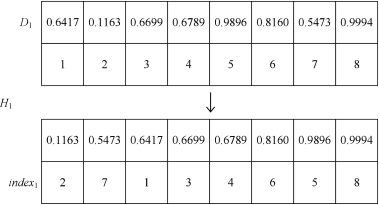 D1 0.6417 0.1163 0.6699 0.6789 0.9896 0.8160 0.5473 0.9994
1 2 3 4 5 6 7 8
H1
0.1163 0.5473 0.6417 0.6699 0.6789 0.8160 0.9896 0.9994
index1 2 7 1 3 4 6 5 8